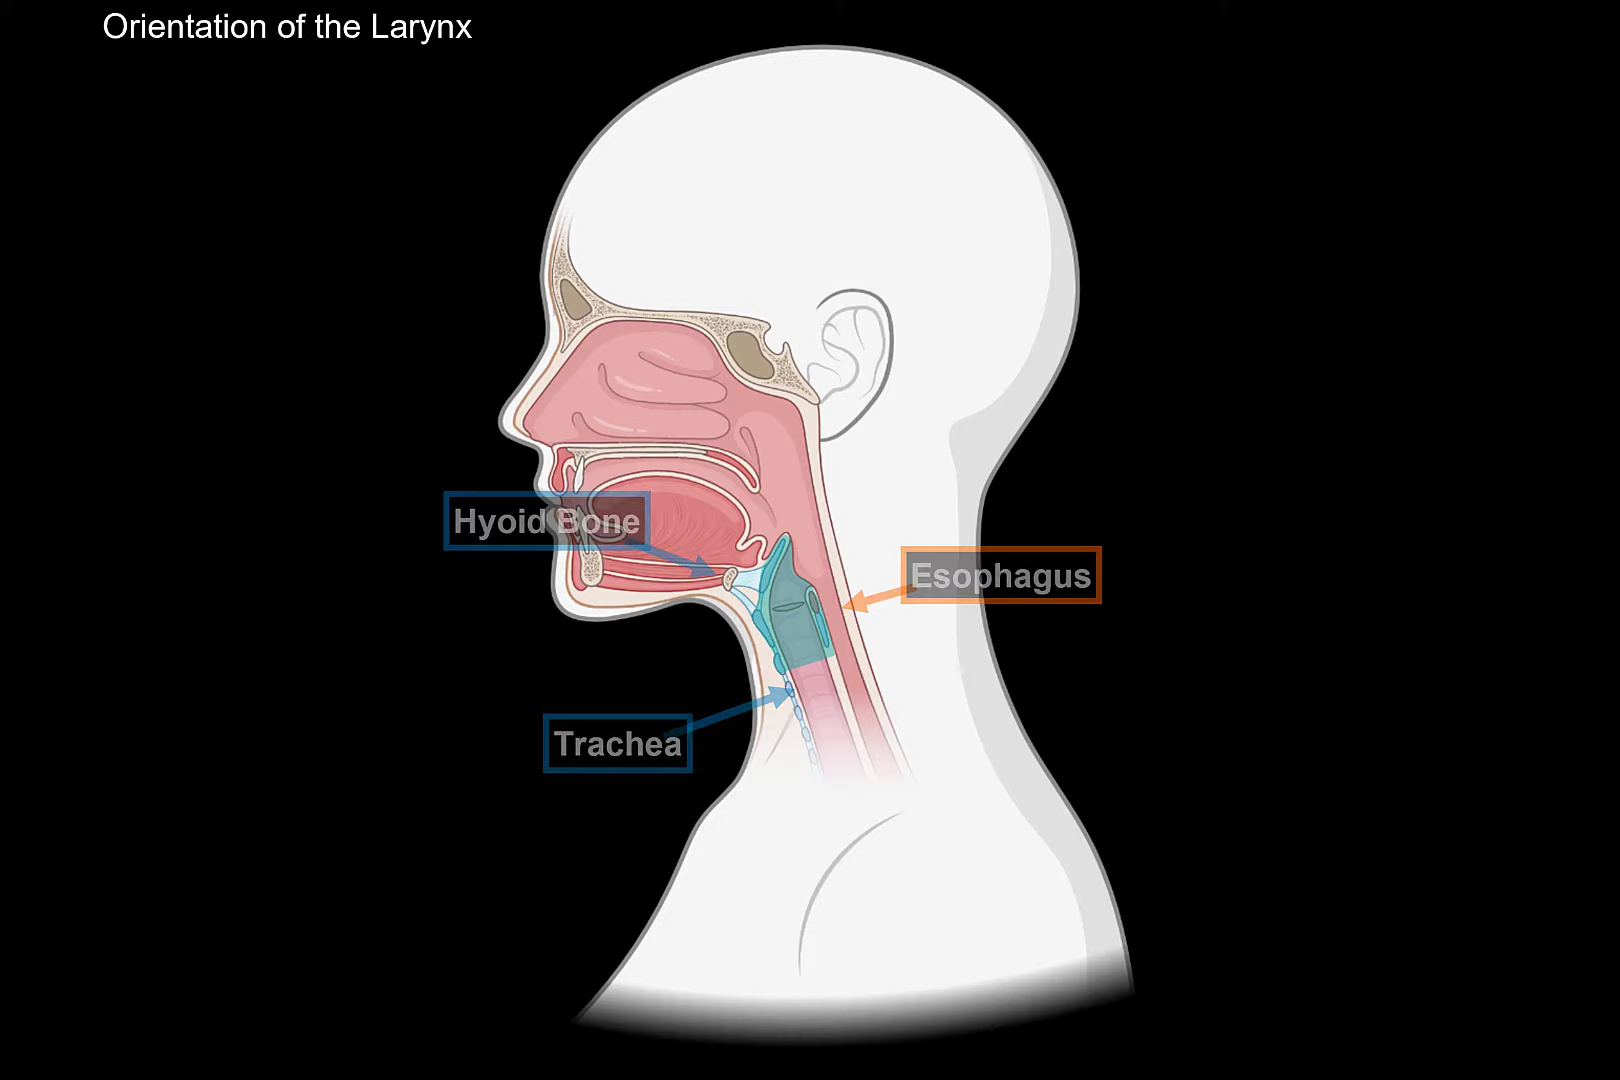 Orientation of the Larynx
Hyoid Bone
Esophagus
Trachea